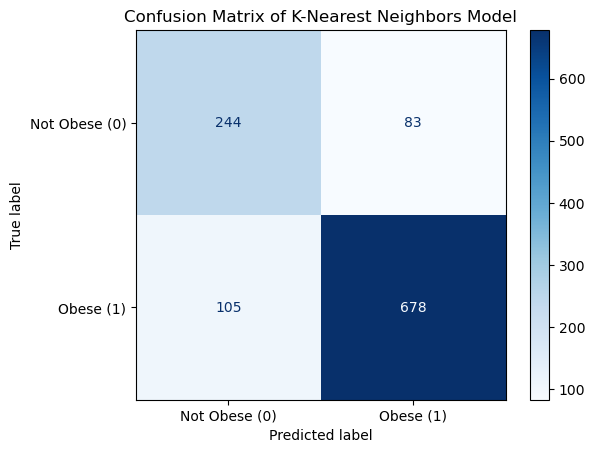 Confusion Matrix of K-Nearest Neighbors Model
True label
Not Obese (0)
244
83
Obese (1)
105
678
Not Obese (0)
Obese (1)
Predicted label
600
500
400
300
200
100